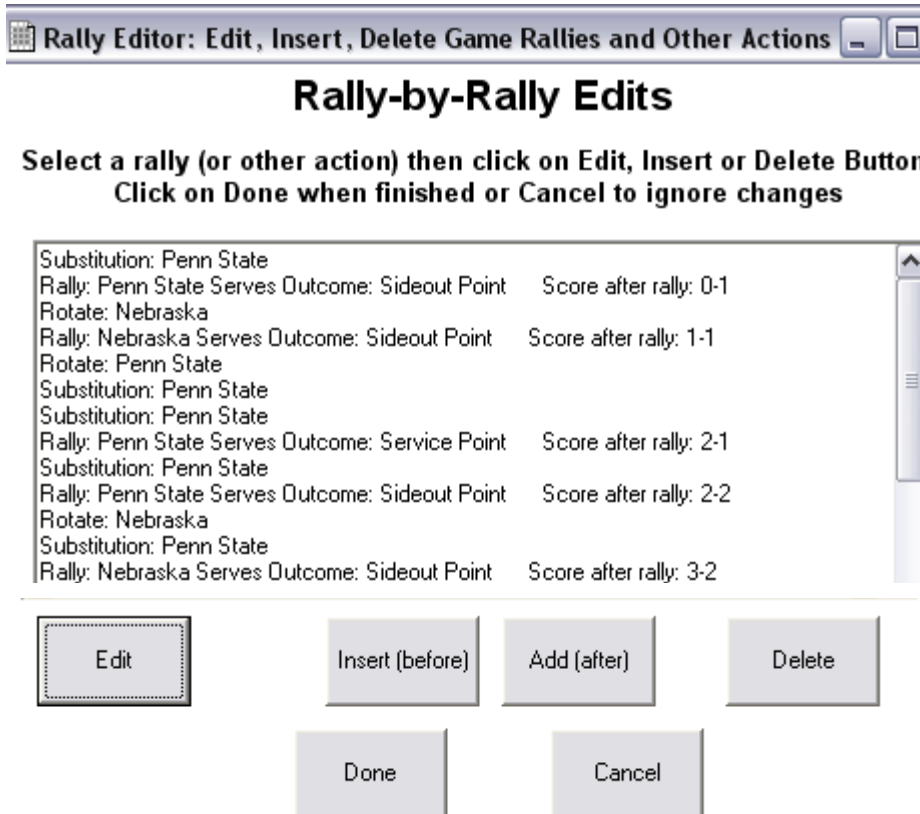 Rally Editor: Edit, Insert, Delete Game Rallies and Other Actions
Rally-by-Rally Edits
Select a rally (or other action) then click on Edit, Insert or Delete Button
Click on Done when finished or Cancel to ignore changes
Substitution: Penn State
Rally: Penn State Serves Outcome: Sideout Point Score after rally: 0-1
Rotate: Nebraska
Rally: Nebraska Serves Outcome: Sideout Point Score after rally: 1-1
Rotate: Penn State
Substitution: Penn State
Substitution: Penn State
Rally: Penn State Serves Outcome: Service Point Score after rally: 2-1
Substitution: Penn State
Rally: Penn State Serves Outcome: Sideout Point Score after rally: 2-2
Rotate: Nebraska
Substitution: Penn State
Rally: Nebraska Serves Outcome: Sideout Point Score after rally: 3-2
Edit Insert (before) Add (after) Delete
Done Cancel